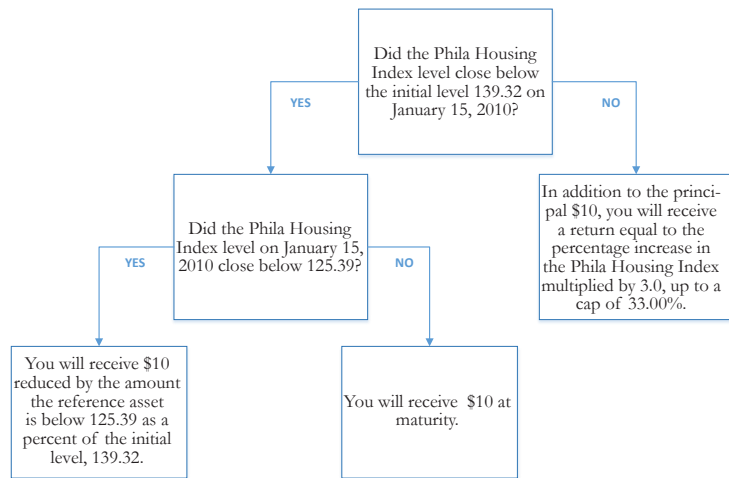 Did the Phila Housing
Index level close below
the initial level 139.32 on
January 15, 2010?
YES
NO
Did the Phila Housing
Index level on January 15,
2010 close below 125.39?
In addition to the princi-
pal $10, you will receive
a return equal to the
percentage increase in
the Phila Housing Index
multiplied by 3.0, up to a
cap of 33.00%.
YES
NO
You will receive $10
reduced by the amount
the reference asset
is below 125.39 as a
percent of the initial
level, 139.32.
You will receive $10 at
maturity.